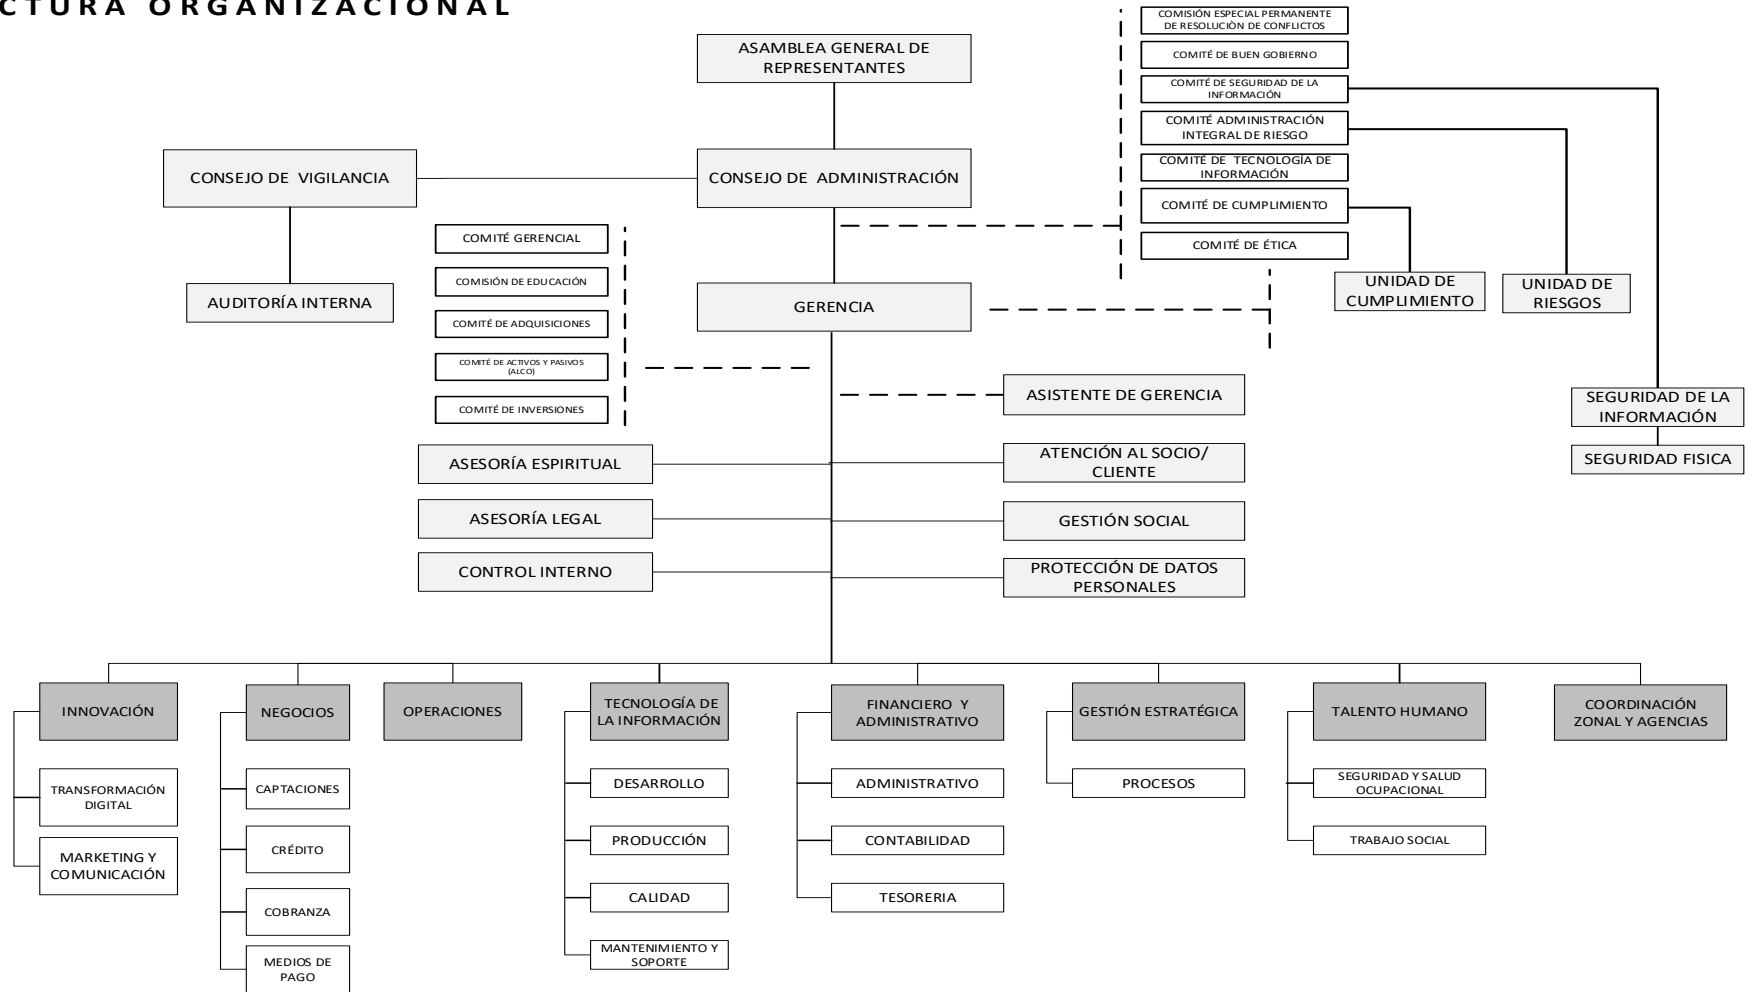 CTURA ORGANIZACIONAL
ASAMBLEA GENERAL DE
REPRESENTANTES
CONSEJO DE VIGILANCIA
CONSEJO DE ADMINISTRACIÓN
AUDITORÍA INTERNA
GERENCIA
COMISIÓN ESPECIAL PERMANENTE
DE RESOLUCIÒN DE CONFLICTOS
COMITÉ DE BUEN GOBIERNO
COMITÉ DE SEGURIDAD DE LA
INFORMACIÓN
COMITÉ ADMINISTRACIÓN
INTEGRAL DE RIESGO
COMITÉ DE TECNOLOGÍA DE
INFORMACIÓN
COMITÉ DE CUMPLIMIENTO
COMITÉ DE ÉTICA
UNIDAD DE
CUMPLIMIENTO
UNIDAD DE
RIESGOS
SEGURIDAD DE LA
INFORMACIÓN
SEGURIDAD FISICA
COMITÉ GERENCIAL
COMISIÓN DE EDUCACIÓN
COMITÉ DE ADQUISICIONES
COMITÉ DE ACTIVOS Y PASIVOS
(ALCO)
COMITÉ DE INVERSIONES
ASISTENTE DE GERENCIA
ASESORÍA ESPIRITUAL
ATENCIÓN AL SOCIO/
CLIENTE
ASESORÍA LEGAL
GESTIÓN SOCIAL
CONTROL INTERNO
PROTECCIÓN DE DATOS
PERSONALES
INNOVACIÓN
TRANSFORMACIÓN
DIGITAL
MARKETING Y
COMUNICACIÓN
NEGOCIOS
CAPTACIONES
CRÉDITO
COBRANZA
MEDIOS DE
PAGO
OPERACIONES
TECNOLOGÍA DE
LA INFORMACIÓN
DESARROLLO
PRODUCCIÓN
CALIDAD
MANTENIMIENTO Y
SOPORTE
FINANCIERO Y
ADMINISTRATIVO
ADMINISTRATIVO
CONTABILIDAD
TESORERIA
GESTIÓN ESTRATÉGICA
PROCESOS
TALENTO HUMANO
SEGURIDAD Y SALUD
OCUPACIONAL
TRABAJO SOCIAL
COORDINACIÓN
ZONAL Y AGENCIAS